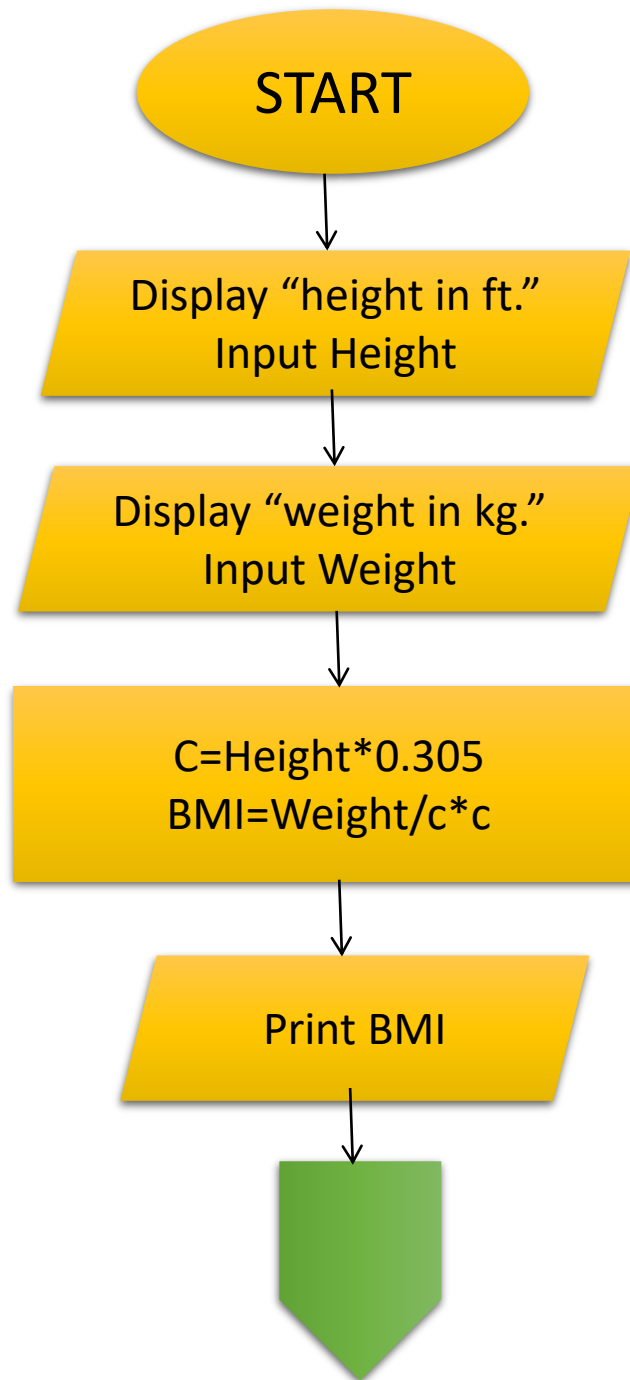 START
Display “height in ft.”
Input Height
Display “weight in kg.”
Input Weight
C=Height*0.305
BMI=Weight/c*c
Print BMI